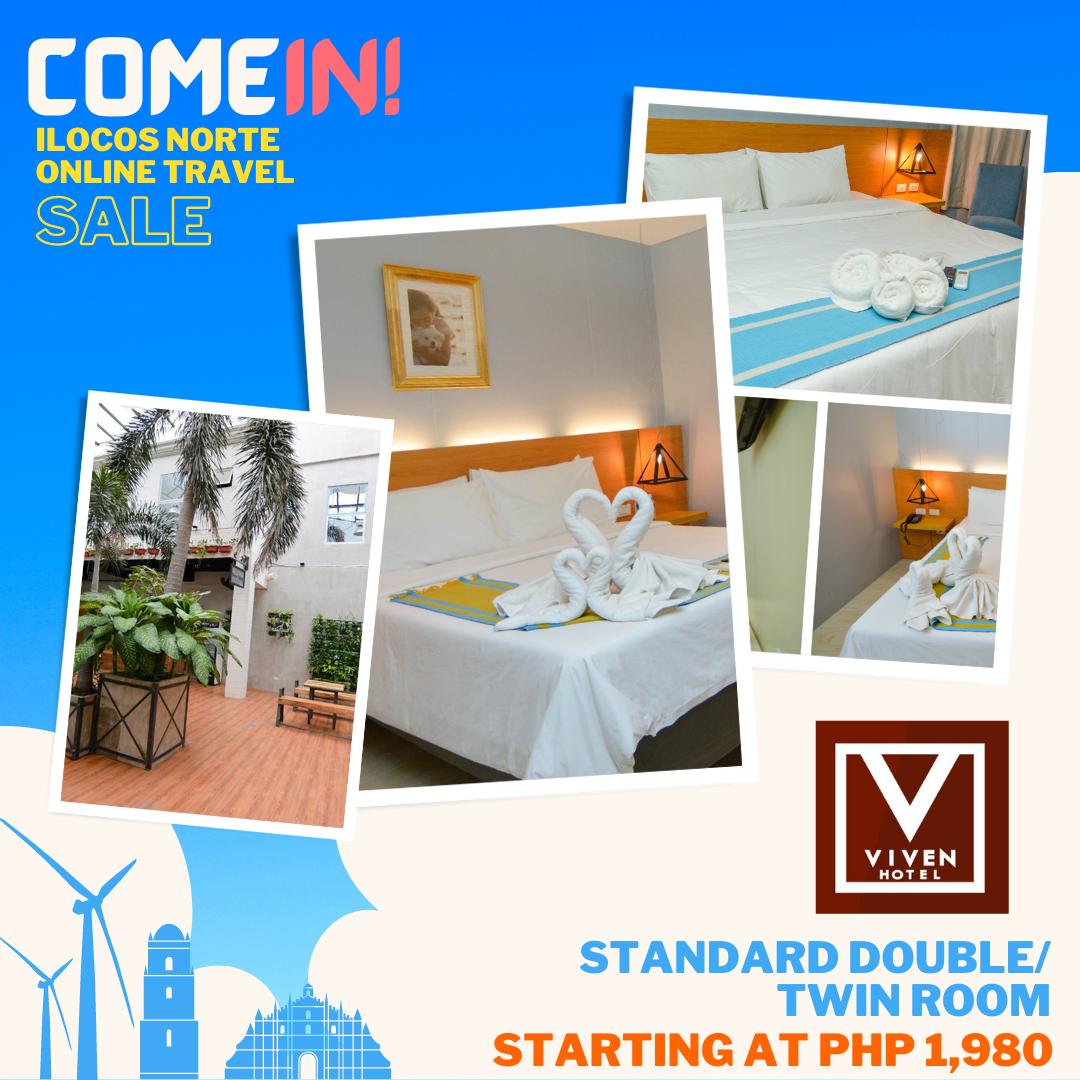 COMEIN!
ILOCOS NORTE
ONLINE TRAVEL
SALE
VIVEN
HOTEL
STANDARD DOUBLE/
TWIN ROOM
STARTING AT PHP 1,980